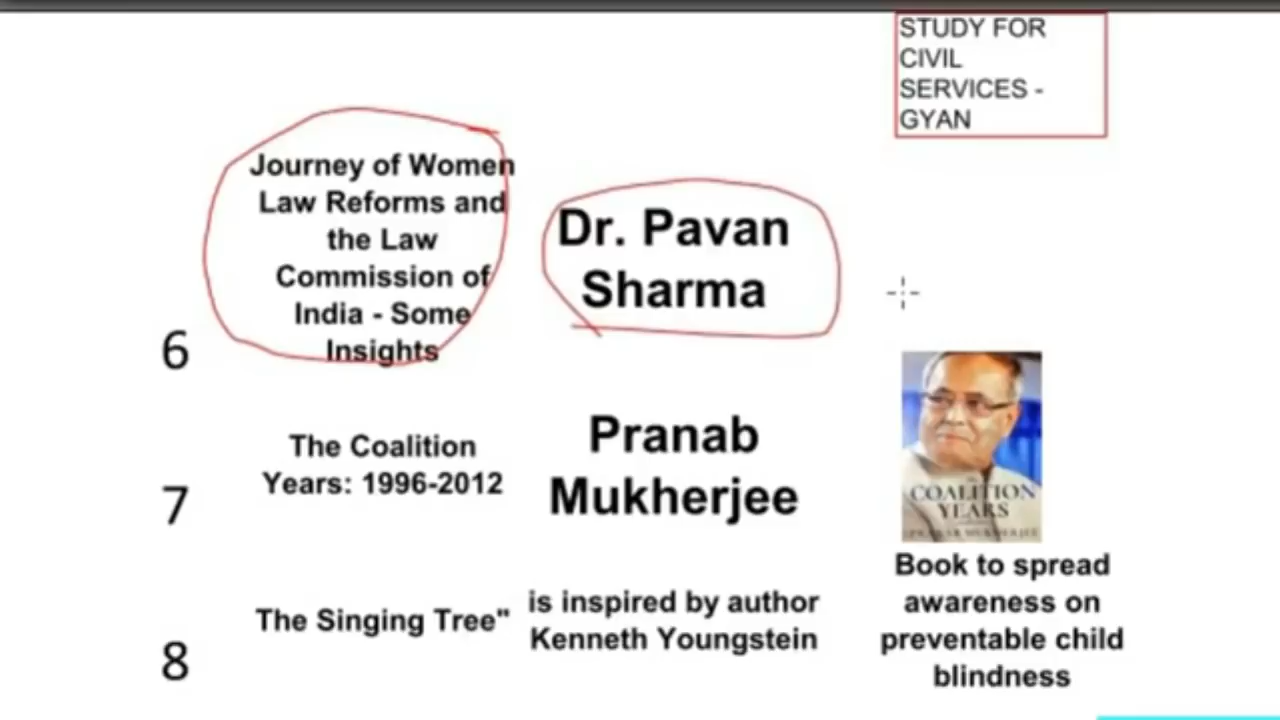 STUDY FOR
CIVIL
SERVICES -
GYAN
Journey of Women
Law Reforms and
the Law
Commission of
India - Some
Insights
Dr. Pavan
Sharma
6
The Coalition
Years: 1996-2012
Pranab
Mukherjee
7
COALITION
YEARS
PRANAB MUKHERJEE
The Singing Tree"
is inspired by author
Kenneth Youngstein
Book to spread
awareness on
preventable child
blindness
8